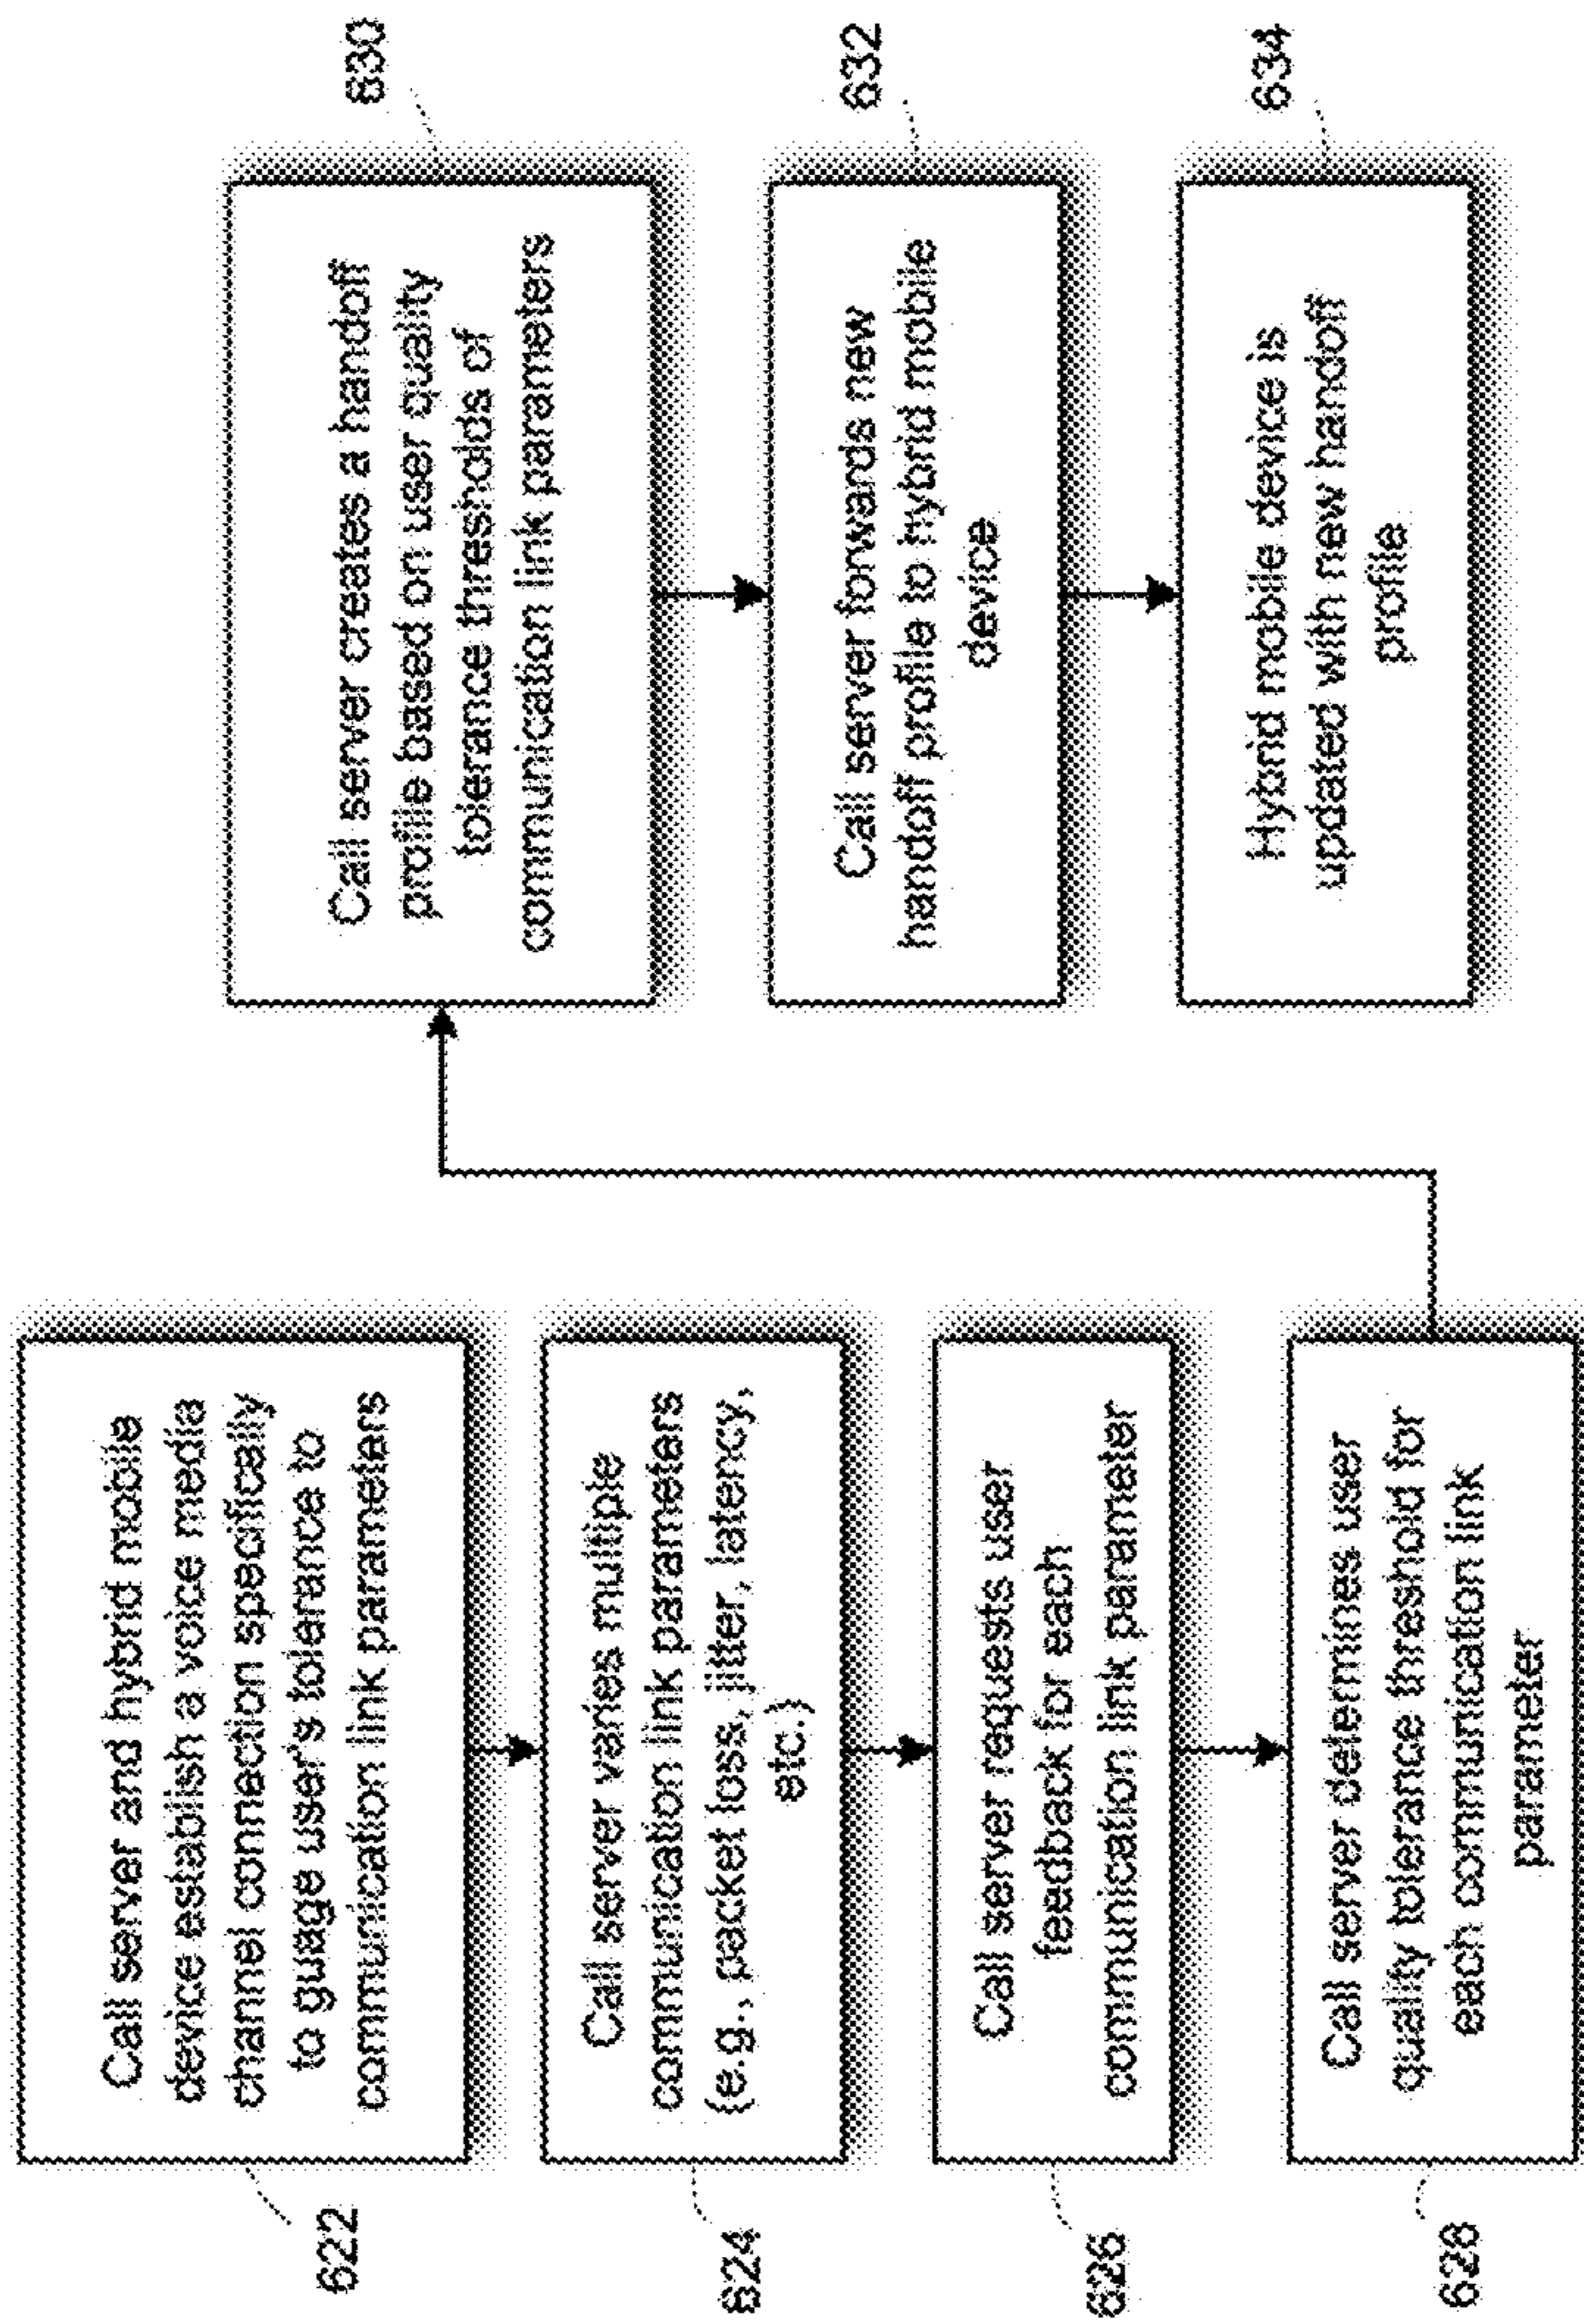 622
Call server and hybrid mobile
device establish a voice media
channel connection specifically
to guage user's tolerance to
communication link parameters
624
Call server varies multiple
communication link parameters
(e.g., packet loss, jitter, latency,
etc.)
626
Call server requests user
feedback for each
communication link parameter
628
Call server determines user
quality tolerance threshold for
each communication link
parameter
630
Call server creates a handoff
profile based on user quality
tolerance thresholds of
communication link parameters
632
Call server forwards new
handoff profile to hybrid mobile
device
634
Hybrid mobile device is
updated with new handoff
profile